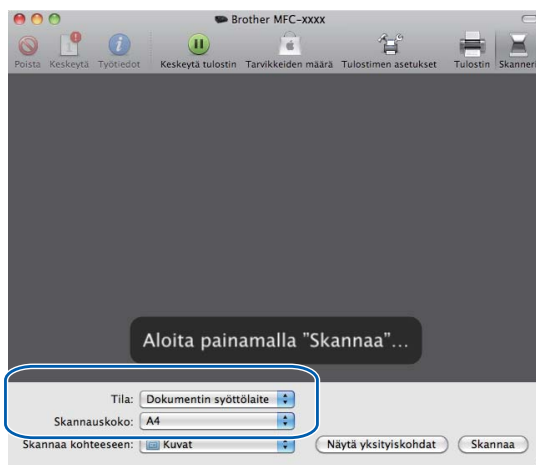 Brother MFC-xxxx
Poista Keskeytä Työtiedot Keskeytä tulostin Tarvikkeiden määrä Tulostimen asetukset Tulostin Skanneri
Aloita painamalla "Skannaa"...
Tila: Dokumentin syöttölaite
Skannauskoko: A4
Skannaa kohteeseen: Kuvat Näytä yksityiskohdat Skannaa